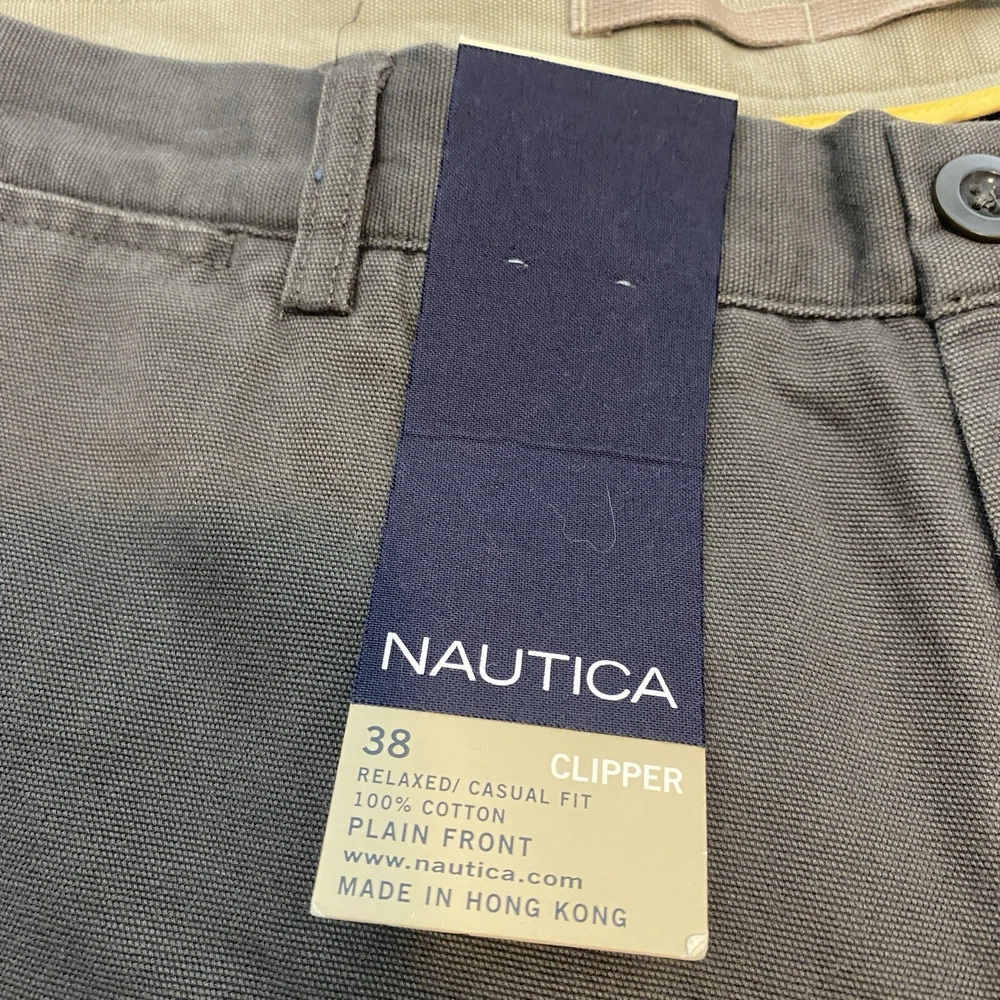 NAUTICA
38
CLIPPER
RELAXED/ CASUAL FIT
100% COTTON
PLAIN FRONT
www.nautica.com
MADE IN HONG KONG